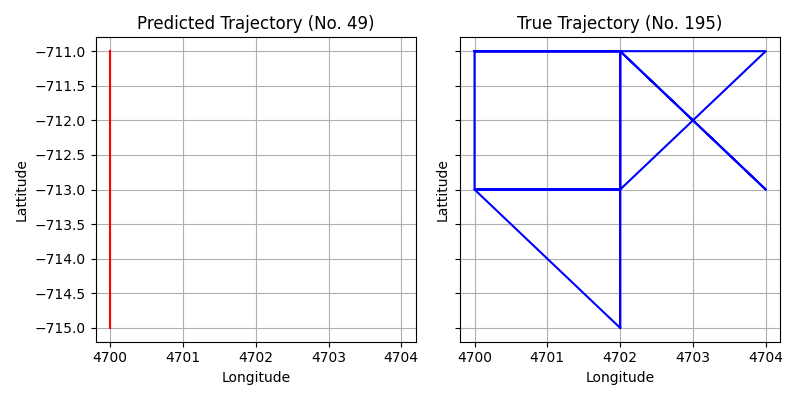 Predicted Trajectory (No. 49)
−711.0
−711.5
−712.0
−712.5
−713.0
−713.5
−714.0
−714.5
−715.0
Lattitude
4700 4701 4702 4703 4704
Longitude
True Trajectory (No. 195)
Lattitude
4700 4701 4702 4703 4704
Longitude